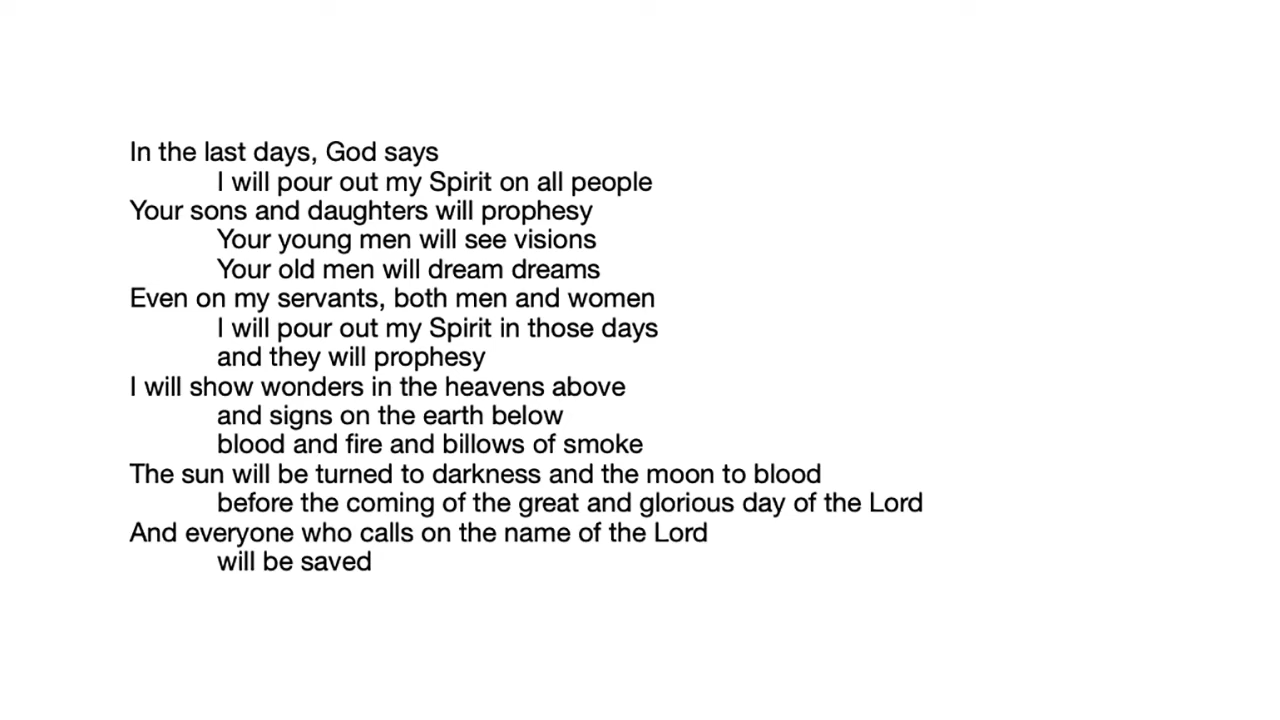 In the last days, God says
I will pour out my Spirit on all people
Your sons and daughters will prophesy
Your young men will see visions
Your old men will dream dreams
Even on my servants, both men and women
I will pour out my Spirit in those days
and they will prophesy
I will show wonders in the heavens above
and signs on the earth below
blood and fire and billows of smoke
The sun will be turned to darkness and the moon to blood
before the coming of the great and glorious day of the Lord
And everyone who calls on the name of the Lord
will be saved